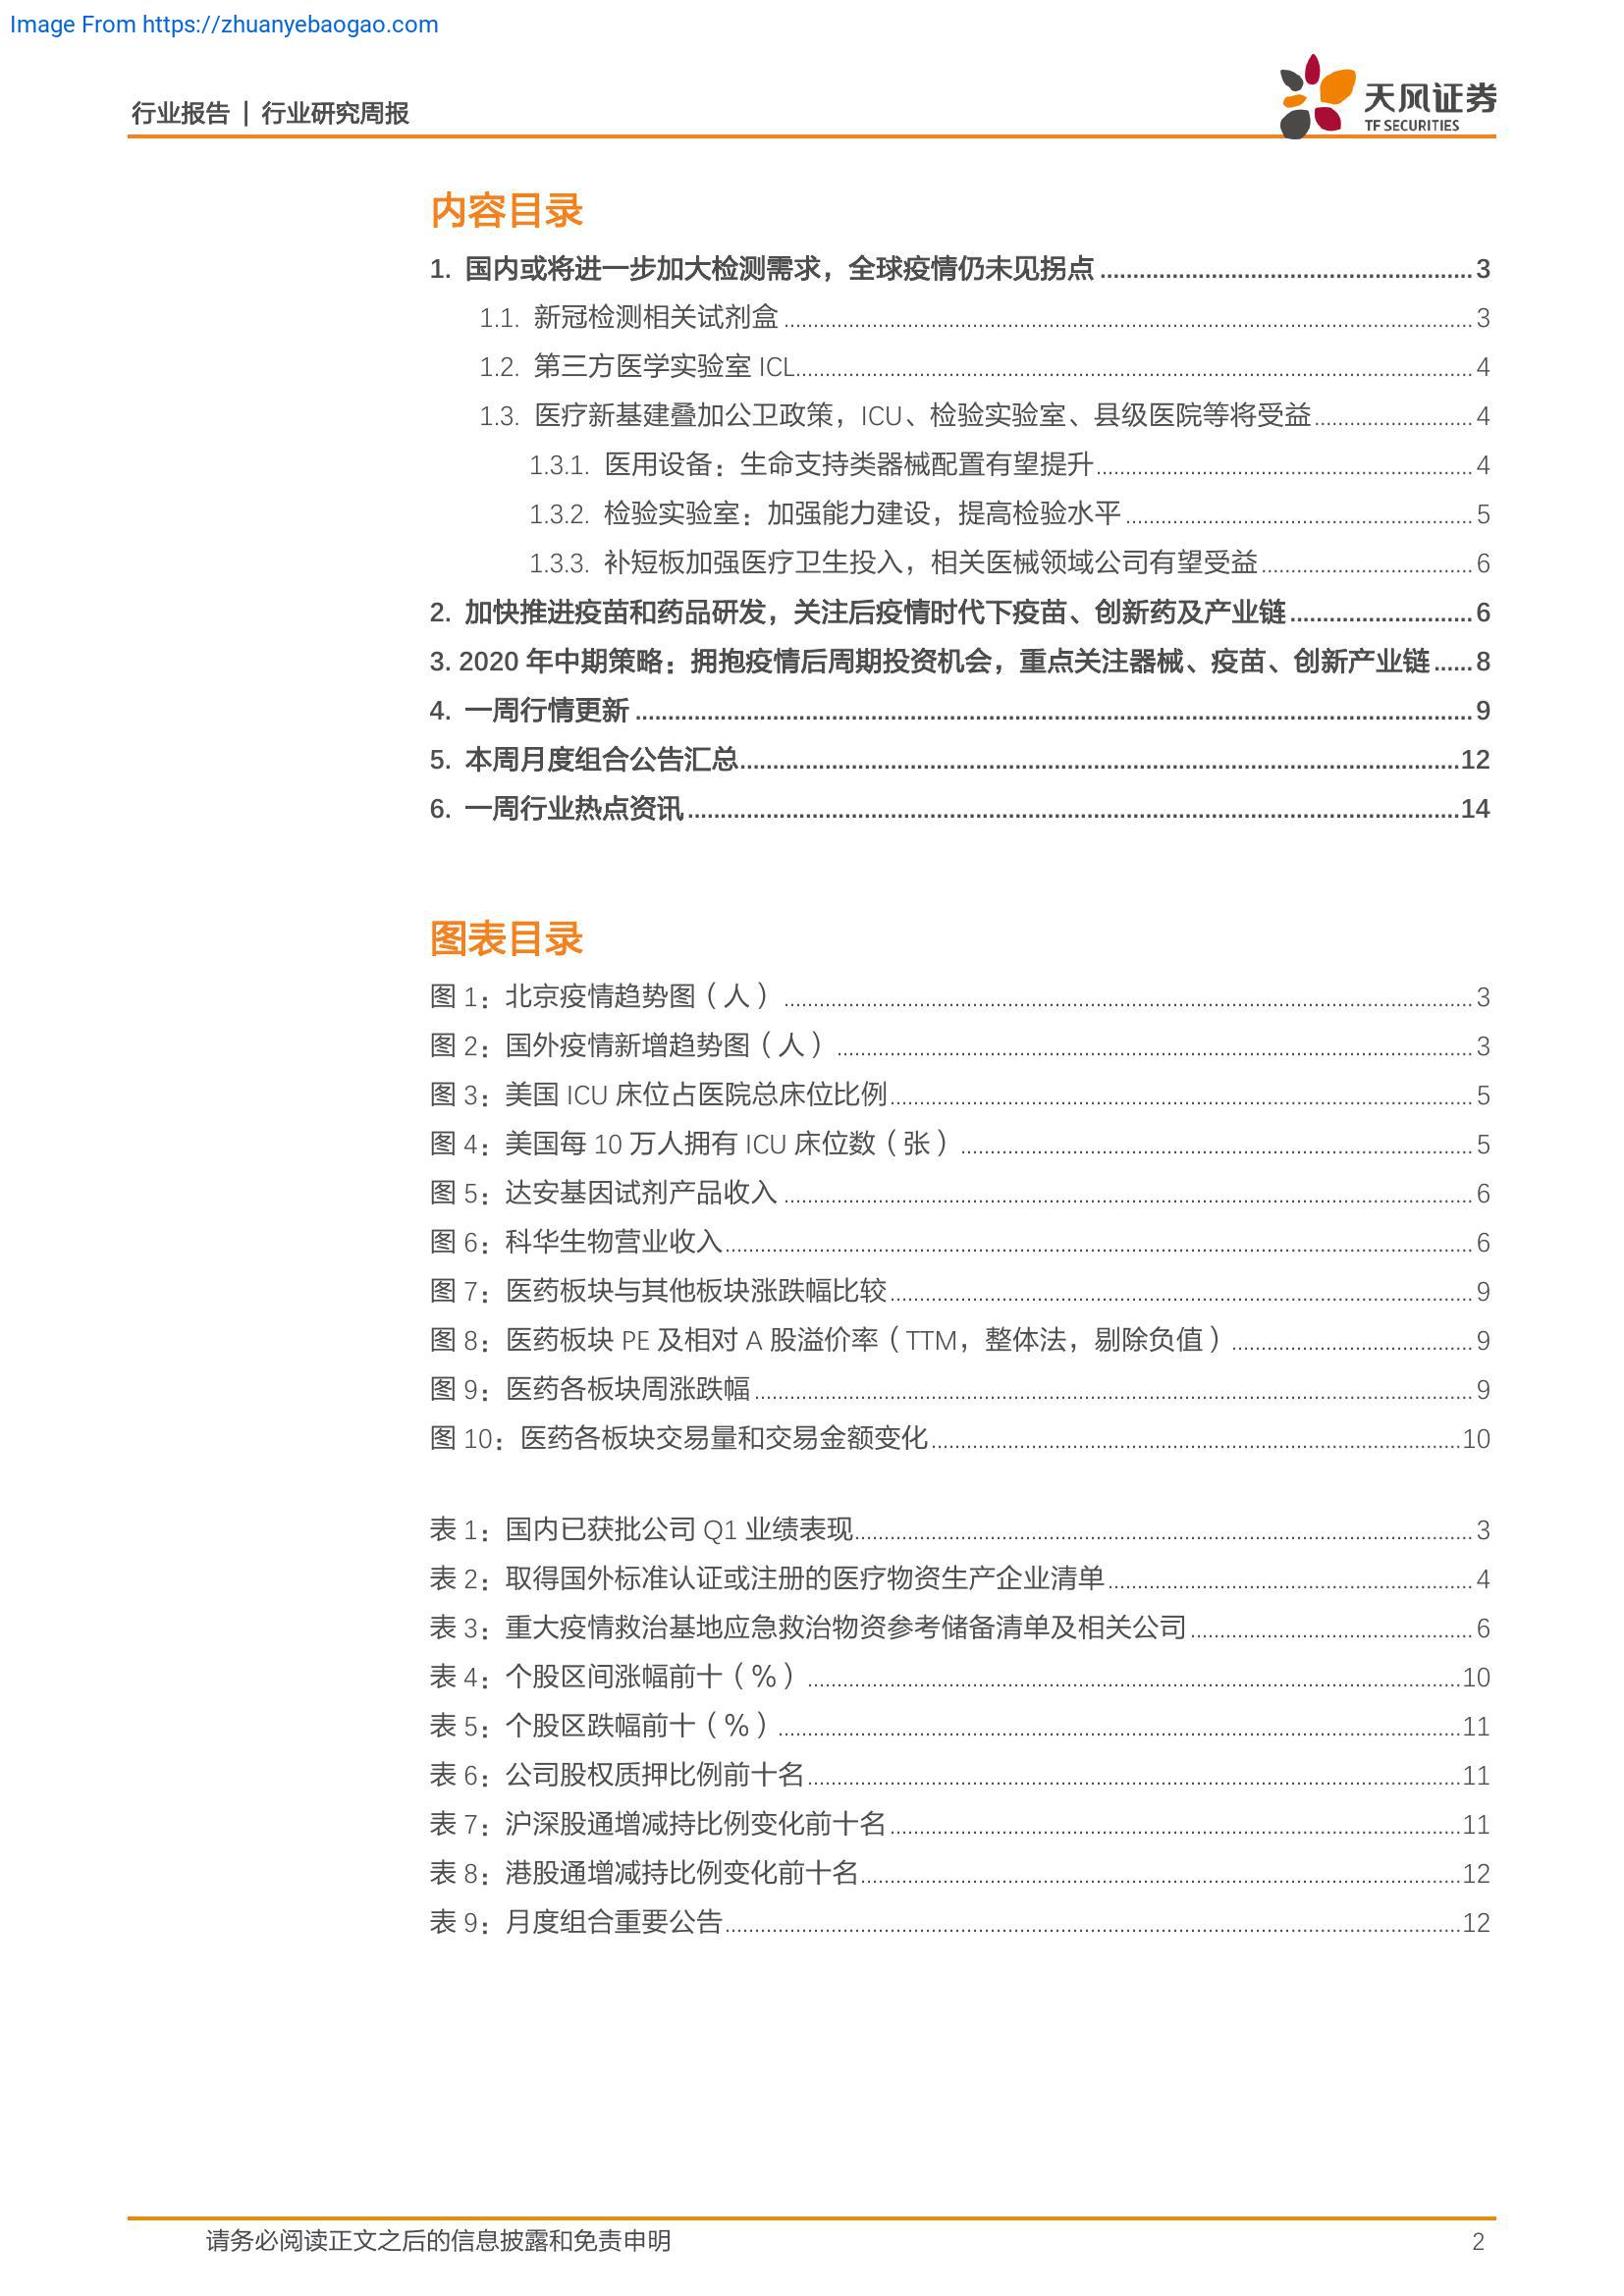 Image From https://zhuanyebaogao.com
行业报告 | 行业研究周报
天风证券
TF SECURITIES
内容目录
1. 国内或将进一步加大检测需求，全球疫情仍未见拐点 3
1.1. 新冠检测相关试剂盒 3
1.2. 第三方医学实验室 ICL 4
1.3. 医疗新基建叠加公卫政策，ICU、检验实验室、县级医院等将受益 4
1.3.1. 医用设备：生命支持类器械配置有望提升 4
1.3.2. 检验实验室：加强能力建设，提高检验水平 5
1.3.3. 补短板加强医疗卫生投入，相关医械领域公司有望受益 6
2. 加快推进疫苗和药品研发，关注后疫情时代下疫苗、创新药及产业链 6
3. 2020 年中期策略：拥抱疫情后周期投资机会，重点关注器械、疫苗、创新产业链 8
4. 一周行情更新 9
5. 本周月度组合公告汇总 12
6. 一周行业热点资讯 14
图表目录
图 1：北京疫情趋势图（人） 3
图 2：国外疫情新增趋势图（人） 3
图 3：美国 ICU 床位占医院总床位比例 5
图 4：美国每 10 万人拥有 ICU 床位数（张） 5
图 5：达安基因试剂产品收入 6
图 6：科华生物营业收入 6
图 7：医药板块与其他板块涨跌幅比较 9
图 8：医药板块 PE 及相对 A 股溢价率（TTM，整体法，剔除负值） 9
图 9：医药各板块周涨跌幅 9
图 10：医药各板块交易量和交易金额变化 10
表 1：国内已获批公司 Q1 业绩表现 3
表 2：取得国外标准认证或注册的医疗物资生产企业清单 4
表 3：重大疫情救治基地应急救治物资参考储备清单及相关公司 6
表 4：个股区间涨幅前十（%） 10
表 5：个股区跌幅前十（%） 11
表 6：公司股权质押比例前十名 11
表 7：沪深股通增减持比例变化前十名 11
表 8：港股通增减持比例变化前十名 12
表 9：月度组合重要公告 12
请务必阅读正文之后的信息披露和免责申明 2